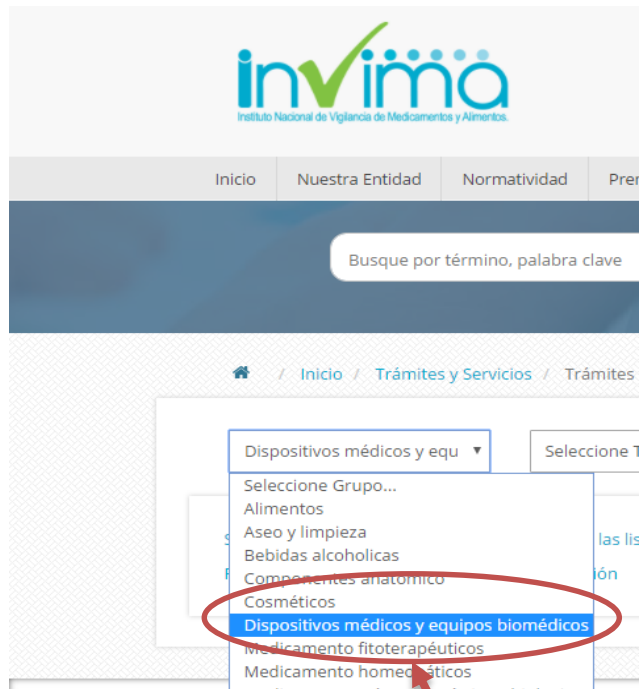 invima
Instituto Nacional de Vigilancia de Medicamentos y Alimentos.
Inicio Nuestra Entidad Normatividad
Busque por término, palabra clave
/ Inicio / Trámites y Servicios / Trámites
Dispositivos médicos y equ
Seleccione
Seleccione Grupo...
Alimentos
Aseo y limpieza
Bebidas alcoholicas
las
Componentes anatómico
Cosméticos
Dispositivos médicos y equipos biomédicos
Medicamento fitoterapéuticos
Medicamento homeopáticos